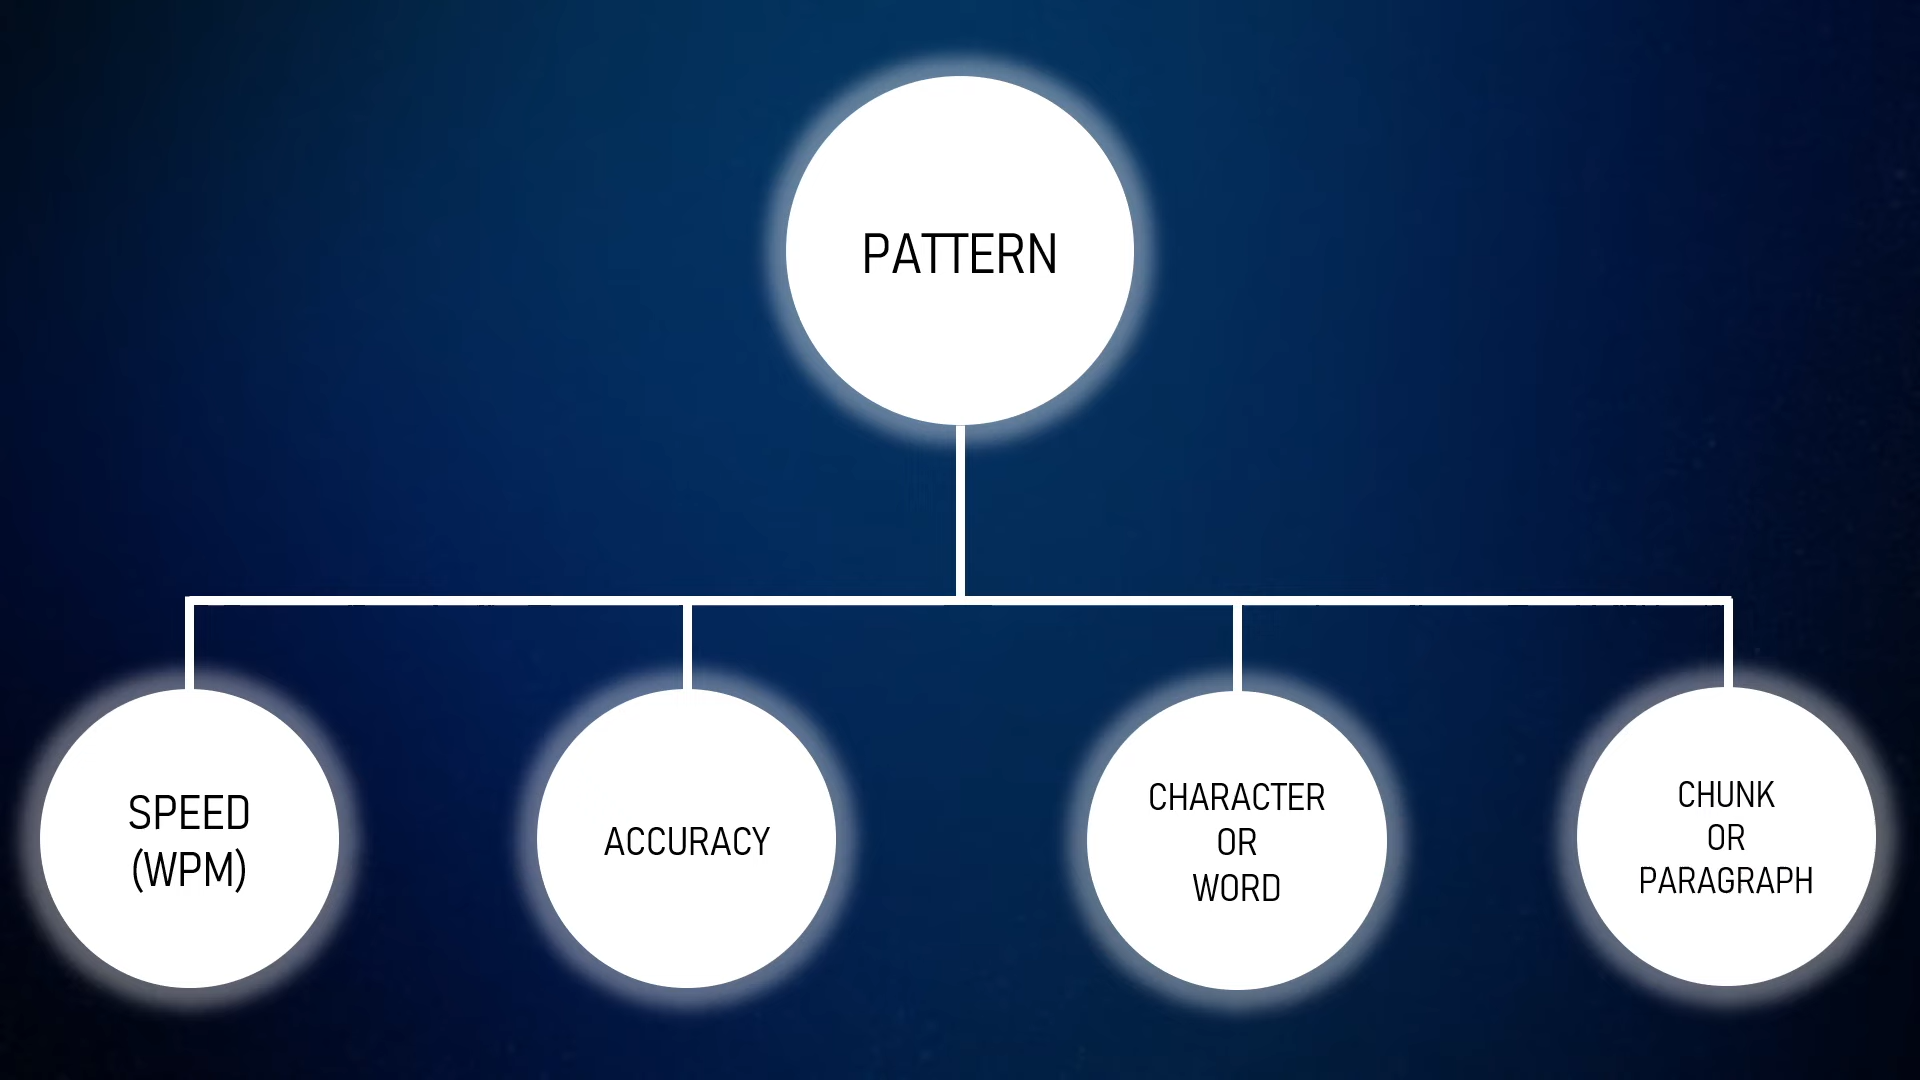 PATTERN
SPEED
(WPM)
ACCURACY
CHARACTER
OR
WORD
CHUNK
OR
PARAGRAPH